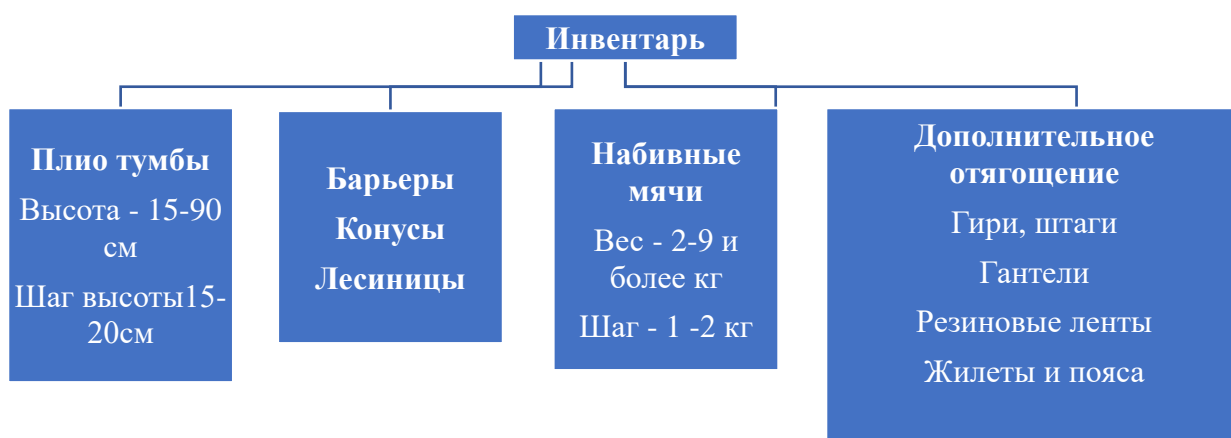 Инвентарь
Плио тумбы
Высота - 15-90
см
Шаг высоты15-
20см
Барьеры
Конусы
Лесиницы
Набивные
мячи
Вес - 2-9 и
более кг
Шаг - 1 -2 кг
Дополнительное
отягощение
Гири, штаги
Гантели
Резиновые ленты
Жилеты и пояса